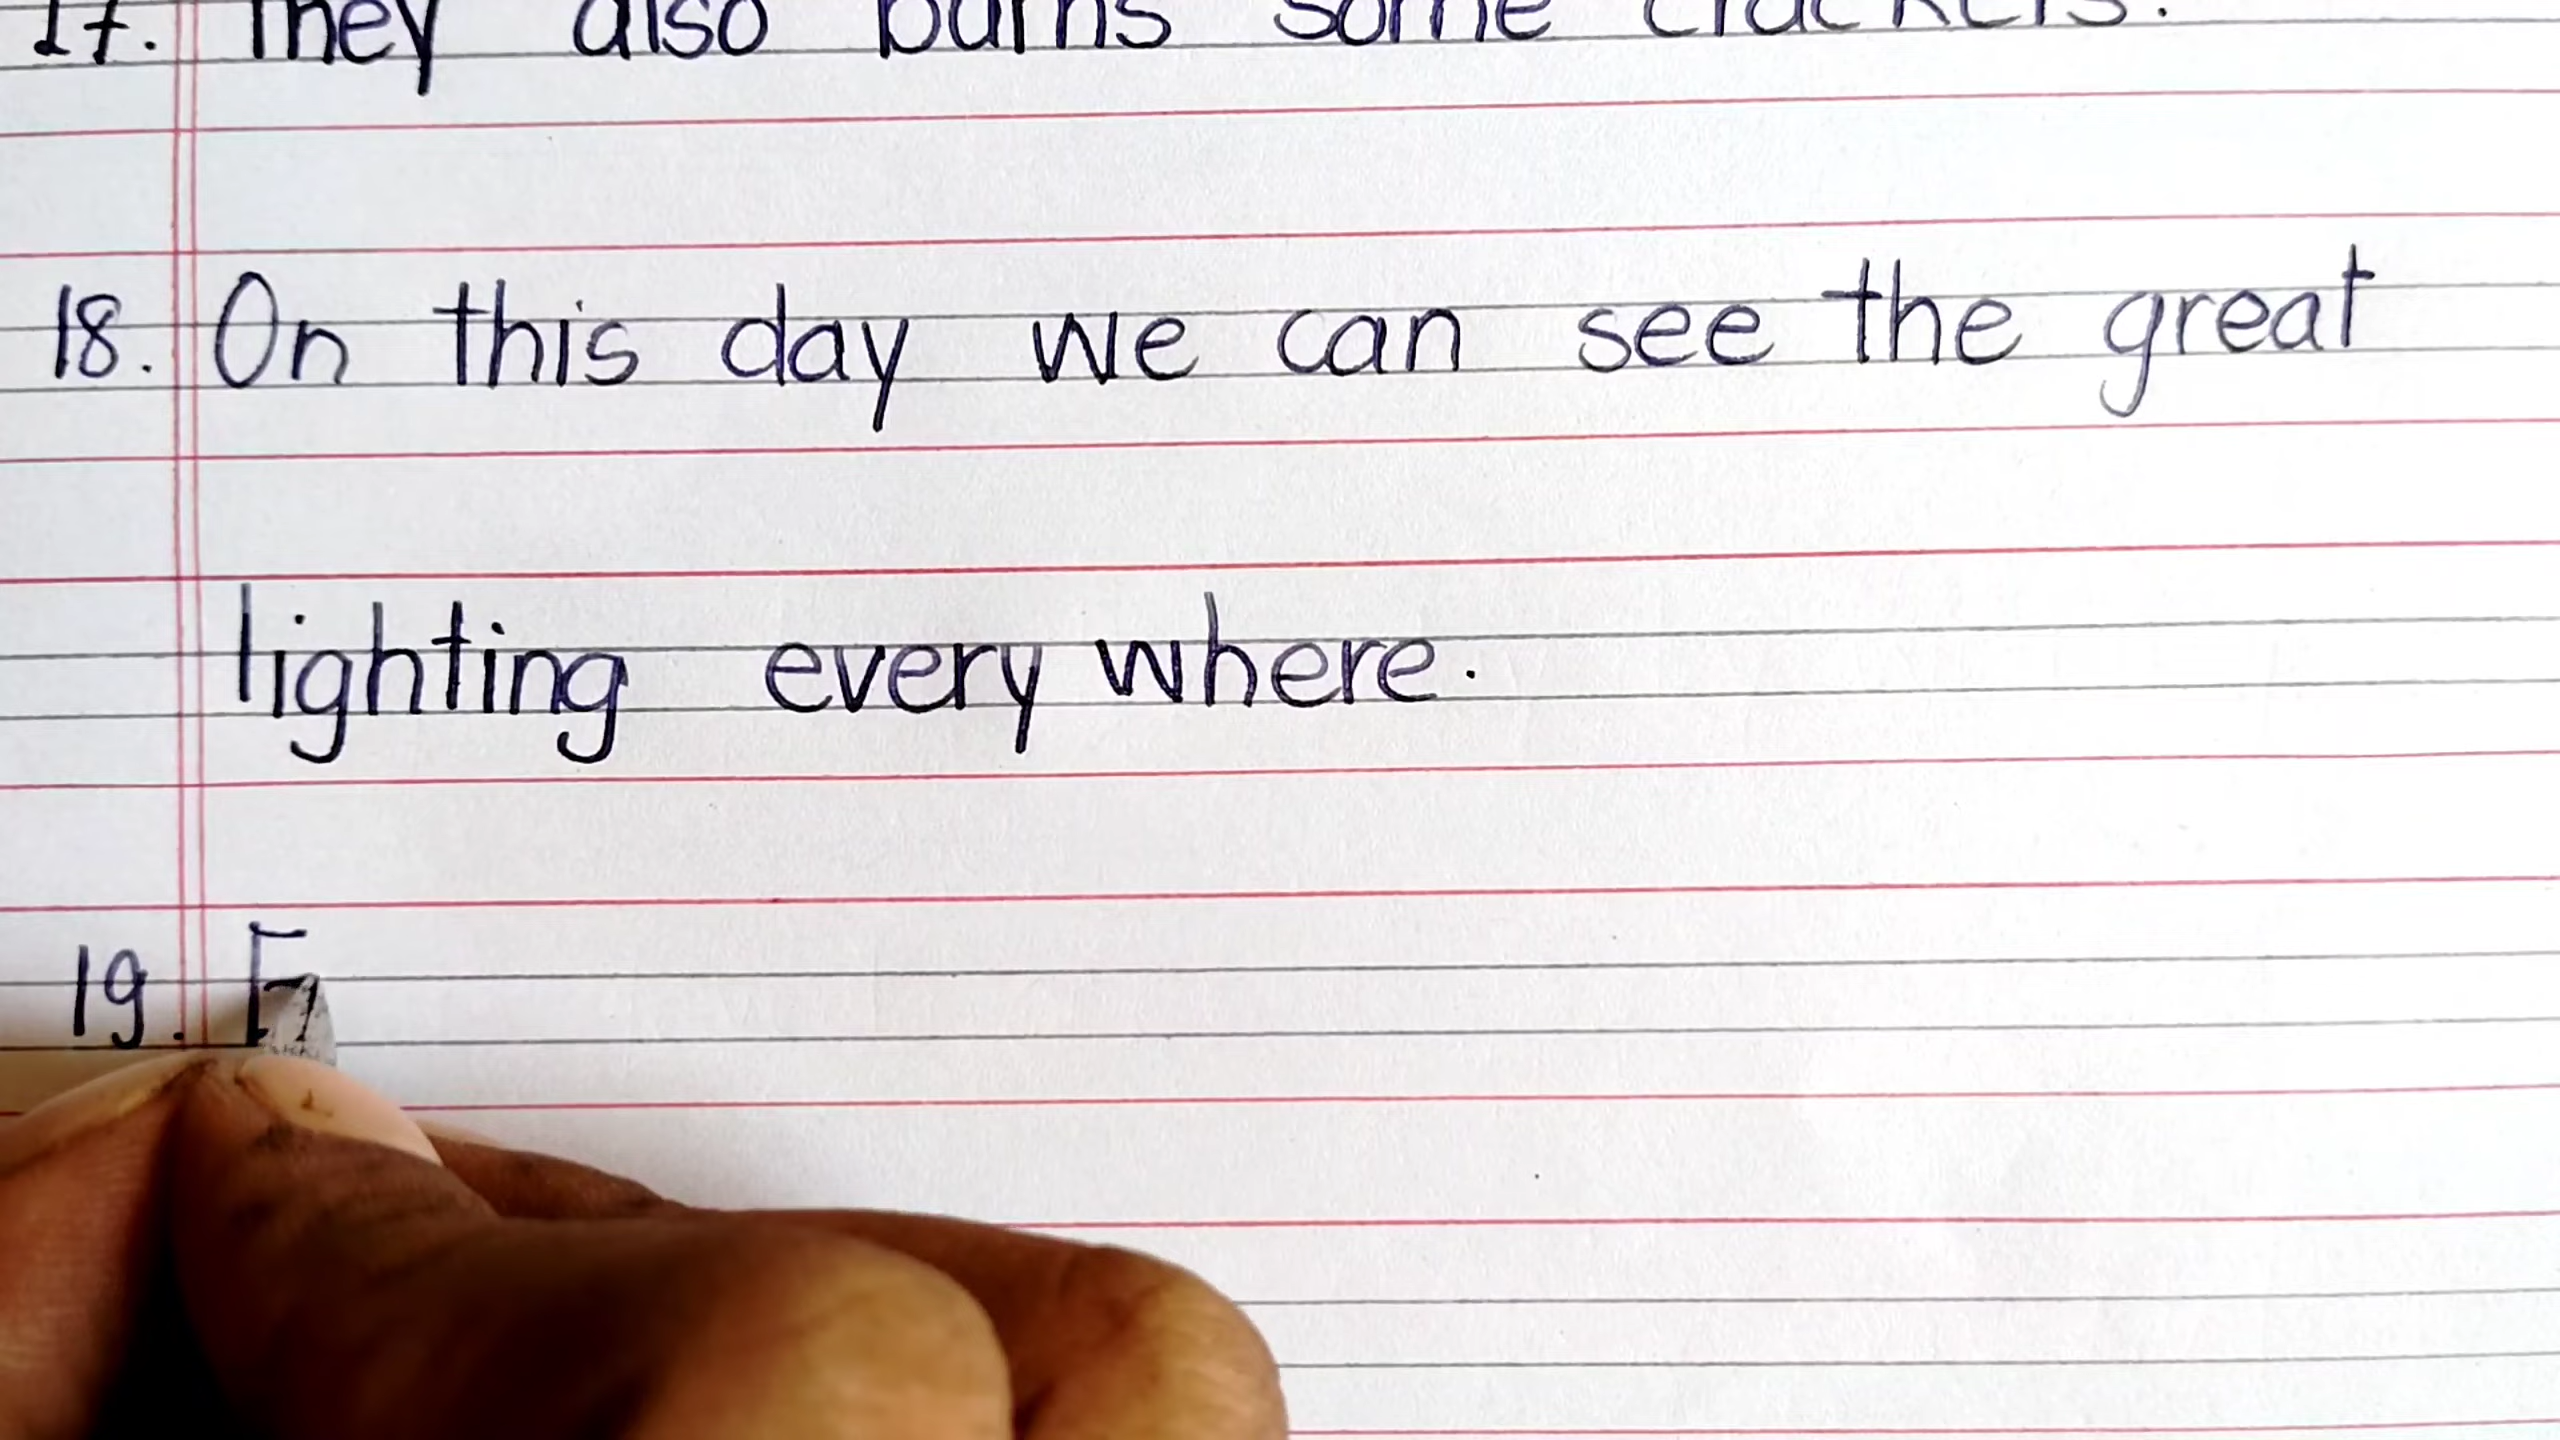 17. They also burns some crackers.
18. On this day we can see the great
lighting every where.
19. F